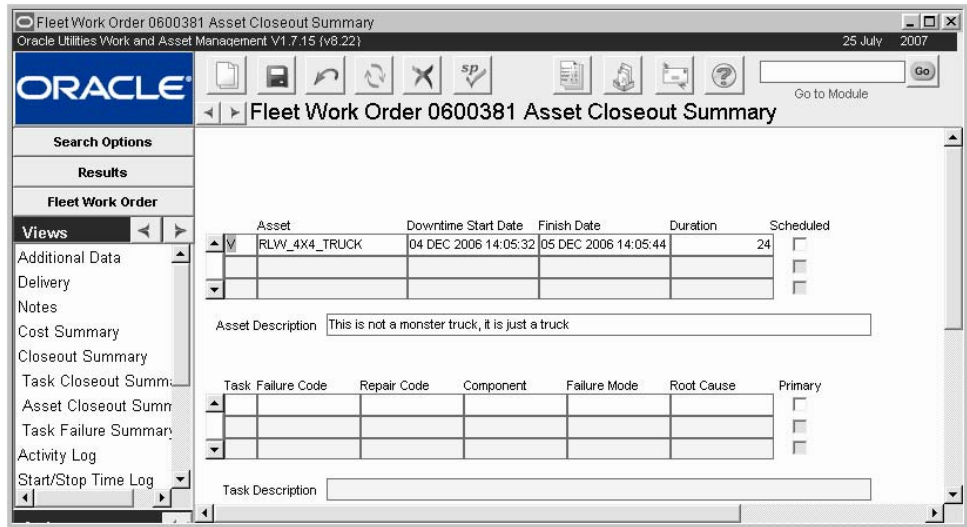 Fleet Work Order 0600381 Asset Closeout Summary
Oracle Utilities Work and Asset Management V1.7.15 (v8.22) 25 July 2007
ORACLE
sp
Go
Go to Module
Fleet Work Order 0600381 Asset Closeout Summary
Search Options
Results
Fleet Work Order
Views
Additional Data
Delivery
Notes
Cost Summary
Closeout Summary
Task Closeout Summ
Asset Closeout Summ
Task Failure Summary
Activity Log
Start/Stop Time Log
Asset Downtime Start Date Finish Date Duration Scheduled
V RLW_4X4_TRUCK 04 DEC 2006 14:05:32 05 DEC 2006 14:05:44 24
Asset Description This is not a monster truck, it is just a truck
Task Failure Code Repair Code Component Failure Mode Root Cause Primary
Task Description